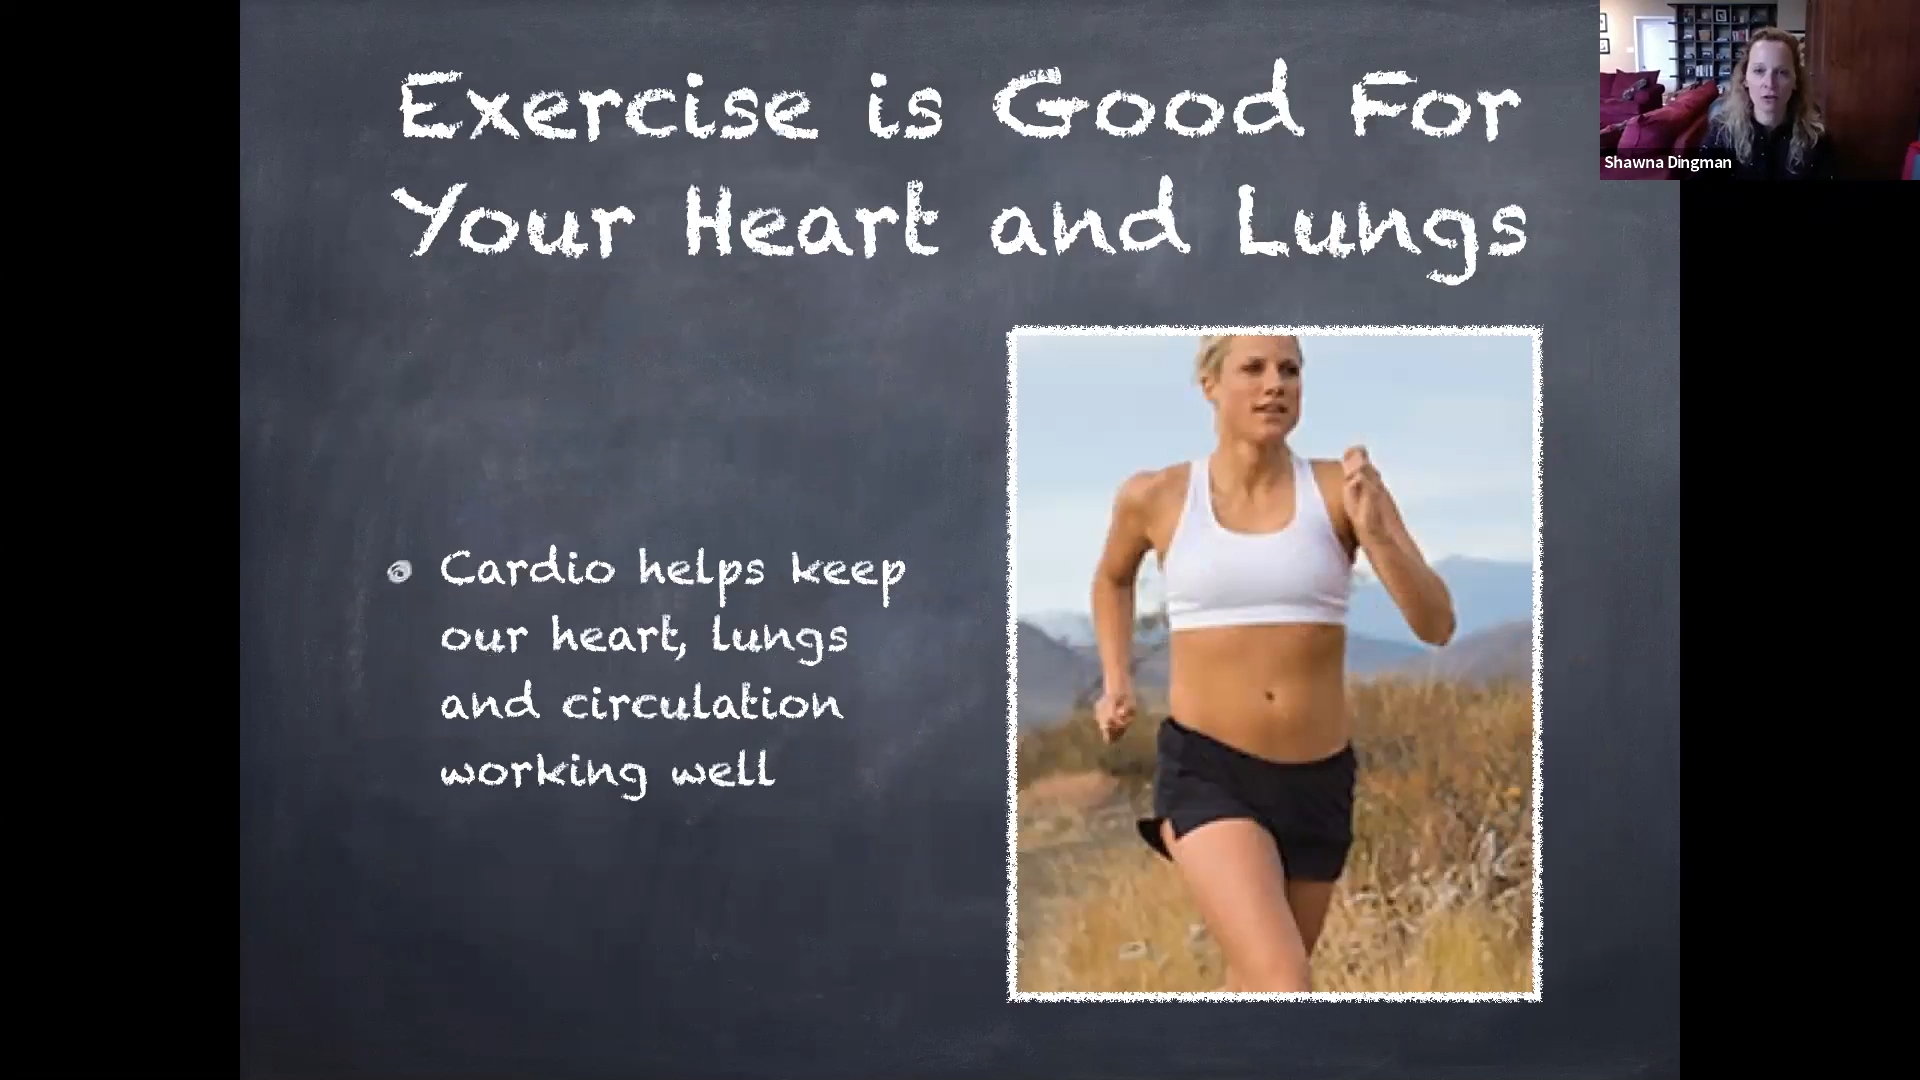 Exercise is Good For
Your Heart and Lungs
Cardio helps keep
our heart, lungs
and circulation
working well
Shawna Dingman